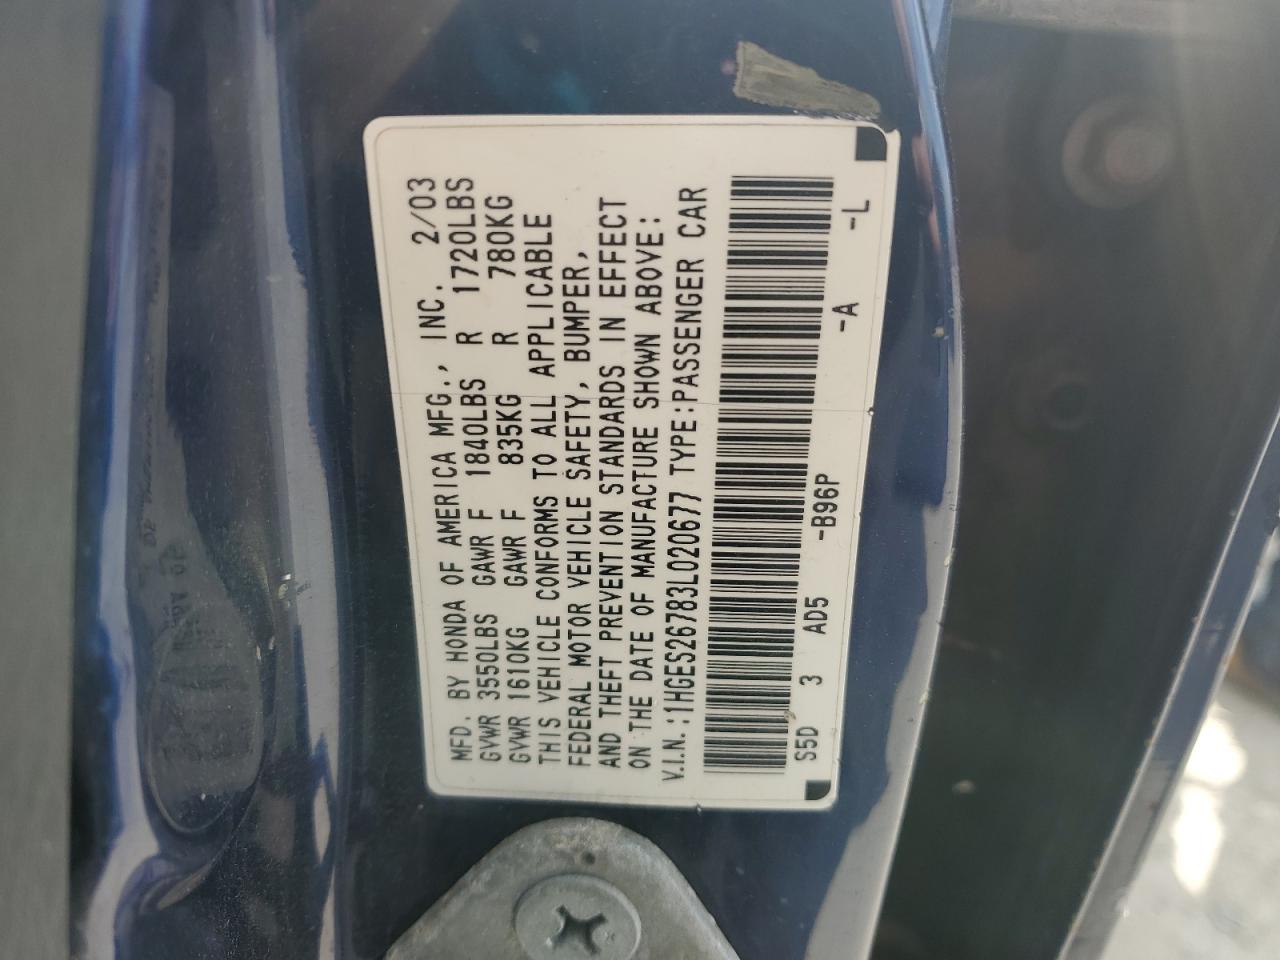 MFD. BY HONDA OF AMERICA MFG., INC. 2/03
GVWR 3550LBS GAWR F 1840LBS R 1720LBS
GVWR 1610KG GAWR F 835KG R 780KG
THIS VEHICLE CONFORMS TO ALL APPLICABLE
FEDERAL MOTOR VEHICLE SAFETY, BUMPER,
AND THEFT PREVENTION STANDARDS IN EFFECT
ON THE DATE OF MANUFACTURE SHOWN ABOVE:
V.I.N.:1HGES26783L020677 TYPE:PASSENGER CAR
S5D 3 AD5 -B96P -A -L